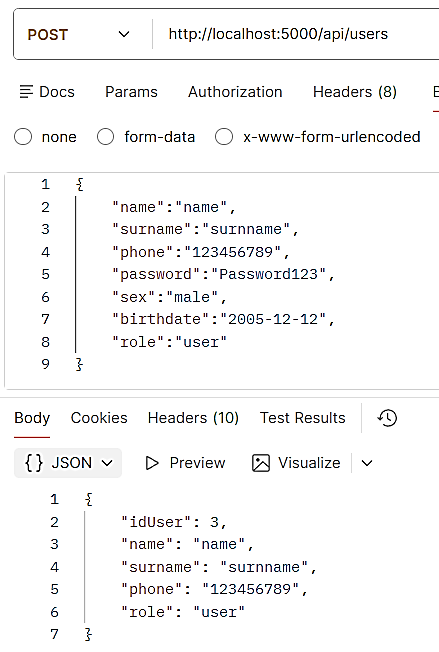 POST http://localhost:5000/api/users
Docs Params Authorization Headers (8)
none form-data x-www-form-urlencoded
1 {
2 "name":"name",
3 "surname":"surnname",
4 "phone":"123456789",
5 "password":"Password123",
6 "sex":"male",
7 "birthdate":"2005-12-12",
8 "role":"user"
9 }
Body Cookies Headers (10) Test Results
{} JSON Preview Visualize
1 {
2 "idUser": 3,
3 "name": "name",
4 "surname": "surnname",
5 "phone": "123456789",
6 "role": "user"
7 }